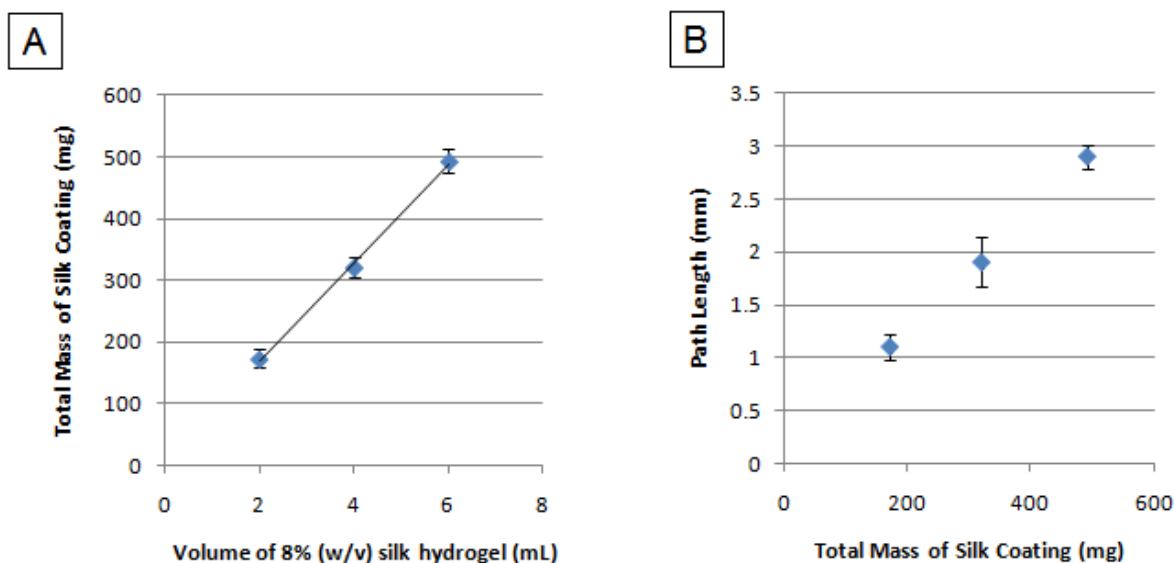 A
Total Mass of Silk Coating (mg)
600
500
400
300
200
100
0
0 2 4 6 8
Volume of 8% (w/v) silk hydrogel (mL)
B
Path Length (mm)
3.5
3
2.5
2
1.5
1
0.5
0
0 200 400 600
Total Mass of Silk Coating (mg)